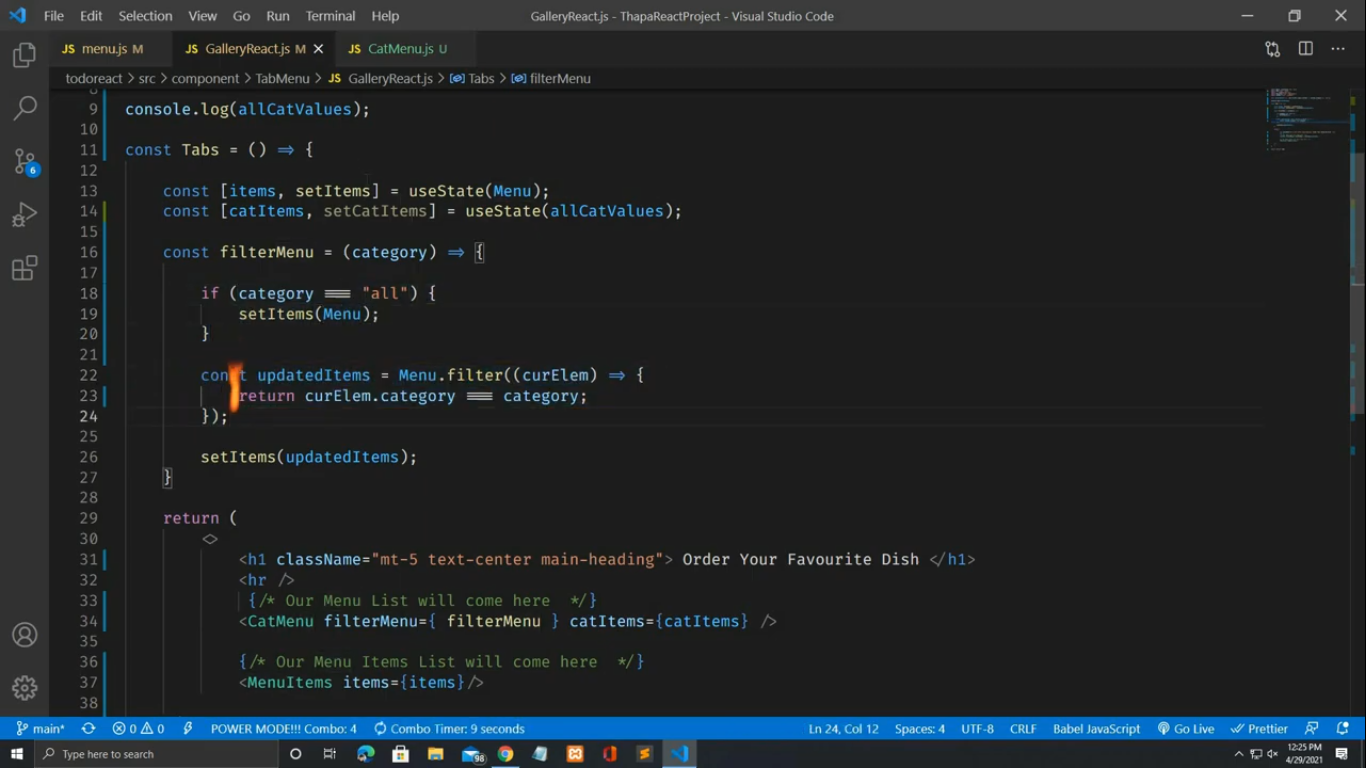 File Edit Selection View Go Run Terminal Help GalleryReact.js - ThapaReactProject - Visual Studio Code
JS menu.js M JS GalleryReact.js M JS CatMenu.js U
todoreact > src > component > TabMenu > JS GalleryReact.js > Tabs > filterMenu
8
9 console.log(allCatValues);
10
11 const Tabs = () => {
12
13 const [items, setItems] = useState(Menu);
14 const [catItems, setCatItems] = useState(allCatValues);
15
16 const filterMenu = (category) => {
17
18 if (category === "all") {
19 setItems(Menu);
20 }
21
22 const updatedItems = Menu.filter((curElem) => {
23 return curElem.category === category;
24 });
25
26 setItems(updatedItems);
27 }
28
29 return (
30 <>
31 <h1 className="mt-5 text-center main-heading"> Order Your Favourite Dish </h1>
32 <hr />
33 {/* Our Menu List will come here */}
34 <CatMenu filterMenu={ filterMenu } catItems={catItems} />
35
36 {/* Our Menu Items List will come here */}
37 <MenuItems items={items}/>
38
6
main* 0 0 POWER MODE!!! Combo: 4 Combo Timer: 9 seconds Ln 24, Col 12 Spaces: 4 UTF-8 CRLF Babel JavaScript Go Live Prettier
Type here to search 98 12:25 PM
4/29/2021